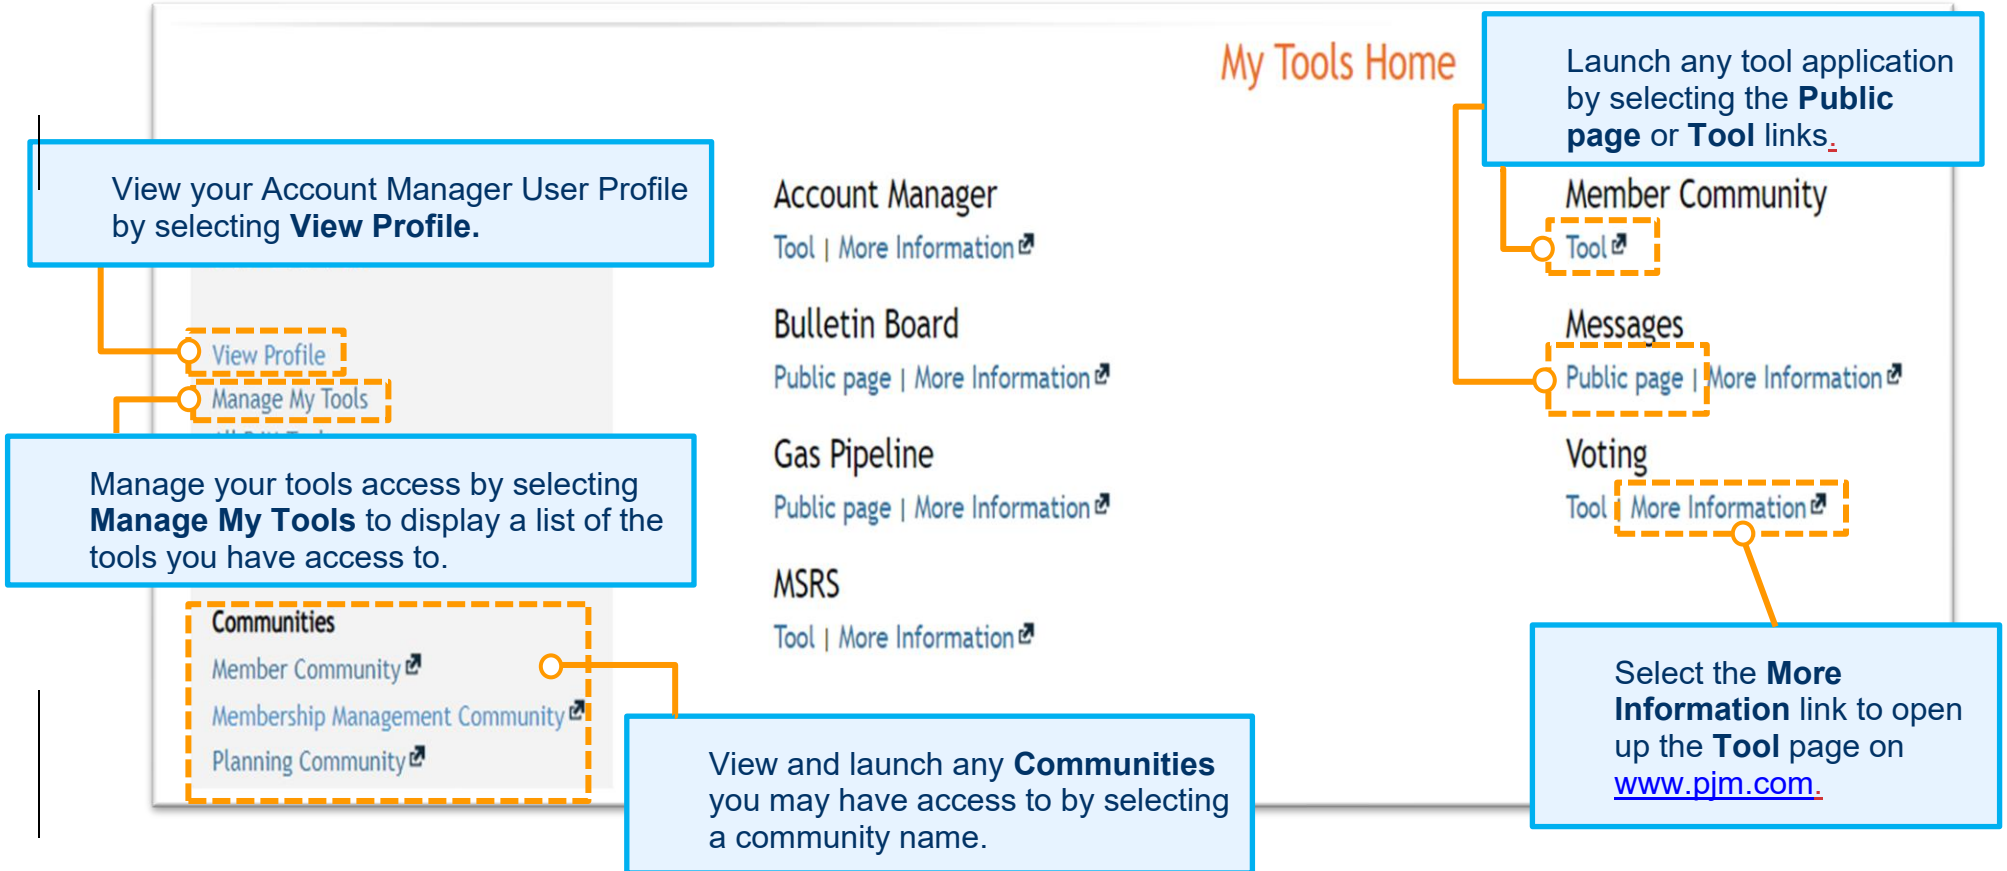 My Tools Home
Launch any tool application
by selecting the Public
page or Tool links.
View your Account Manager User Profile
by selecting View Profile.
View Profile
Manage My Tools
Manage your tools access by selecting
Manage My Tools to display a list of the
tools you have access to.
Communities
Member Community
Membership Management Community
Planning Community
View and launch any Communities
you may have access to by selecting
a community name.
Account Manager
Tool | More Information
Bulletin Board
Public page | More Information
Gas Pipeline
Public page | More Information
MSRS
Tool | More Information
Member Community
Tool
Messages
Public page | More Information
Voting
Tool | More Information
Select the More
Information link to open
up the Tool page on
www.pjm.com.